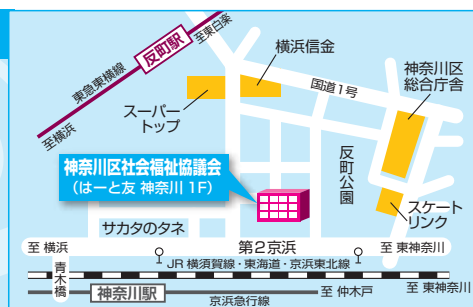 至東白楽
反町駅
東急東横線
至横浜
横浜信金
国道1号
神奈川区
総合庁舎
スーパー
トップ
神奈川区社会福祉協議会
(はーと友 神奈川 1F)
反町公園
スケート
リンク
サカタのタネ
至 横浜
第2京浜
至 東神奈川
JR 横須賀線・東海道・京浜東北線
青木橋
神奈川駅
京浜急行線
至 仲木戸
至 東神奈川